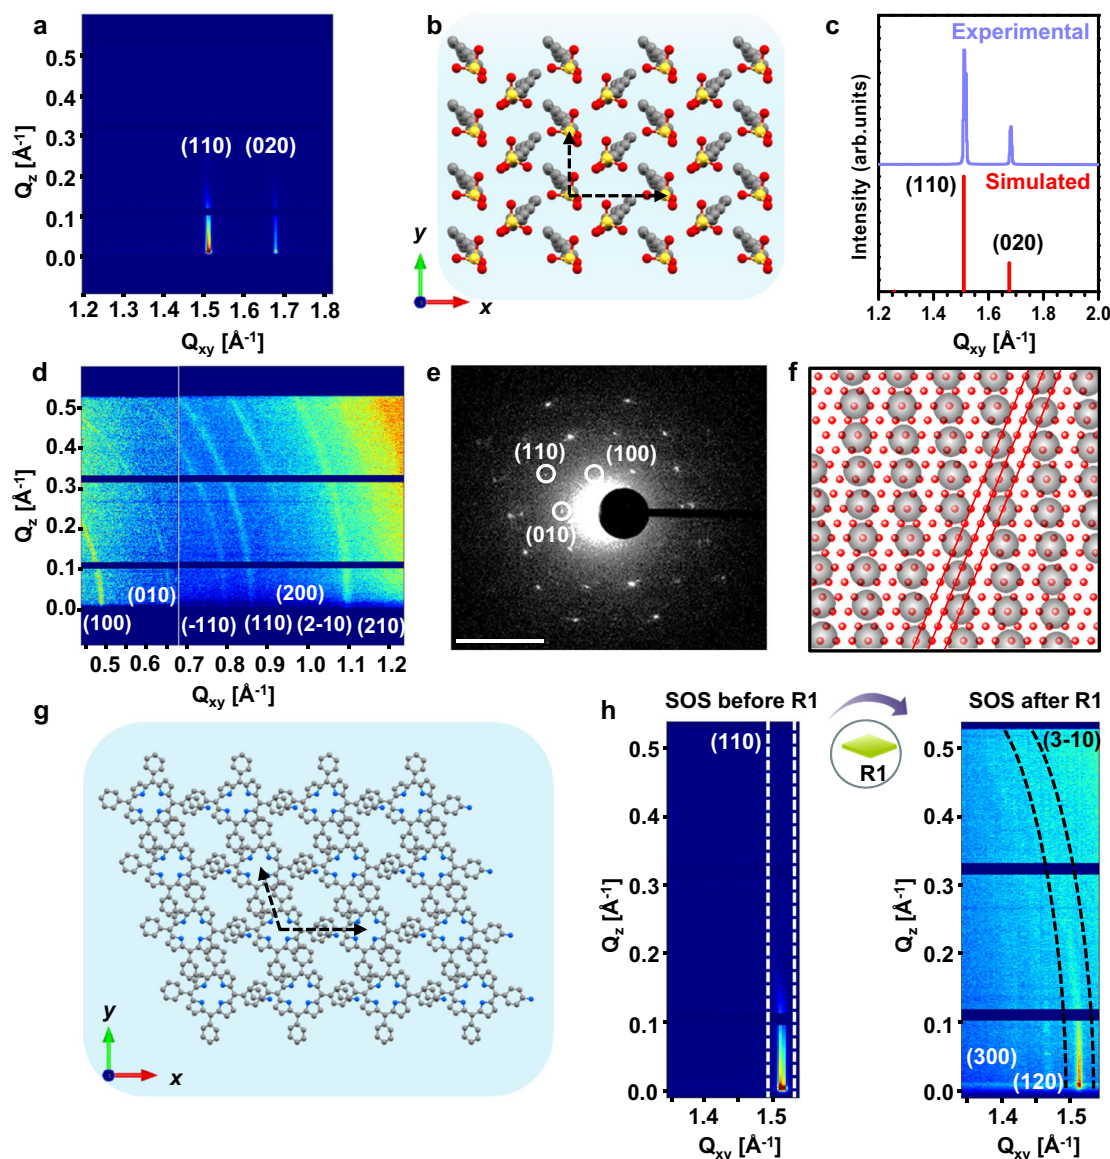 a
0.5
0.4
0.3
0.2
0.1
0.0
Qz [Å-1]
(110) (020)
1.2 1.3 1.4 1.5 1.6 1.7 1.8
Qxy [Å-1]
b
y
x
c
Experimental
Simulated
(110)
(020)
Intensity (arb.units)
1.2 1.4 1.6 1.8 2.0
Qxy [Å-1]
d
0.5
0.4
0.3
0.2
0.1
0.0
Qz [Å-1]
(010) (200)
(100) (-110) (110) (2-10) (210)
0.5 0.6 0.7 0.8 0.9 1.0 1.1 1.2
Qxy [Å-1]
e
(110) (100)
(010)
f
g
y
x
h
SOS before R1
(110)
0.5
0.4
0.3
0.2
0.1
0.0
Qz [Å-1]
1.4 1.5
Qxy [Å-1]
R1
SOS after R1
(3-10)
0.5
0.4
0.3
0.2
0.1
0.0
Qz [Å-1]
(300)
(120)
1.4 1.5
Qxy [Å-1]